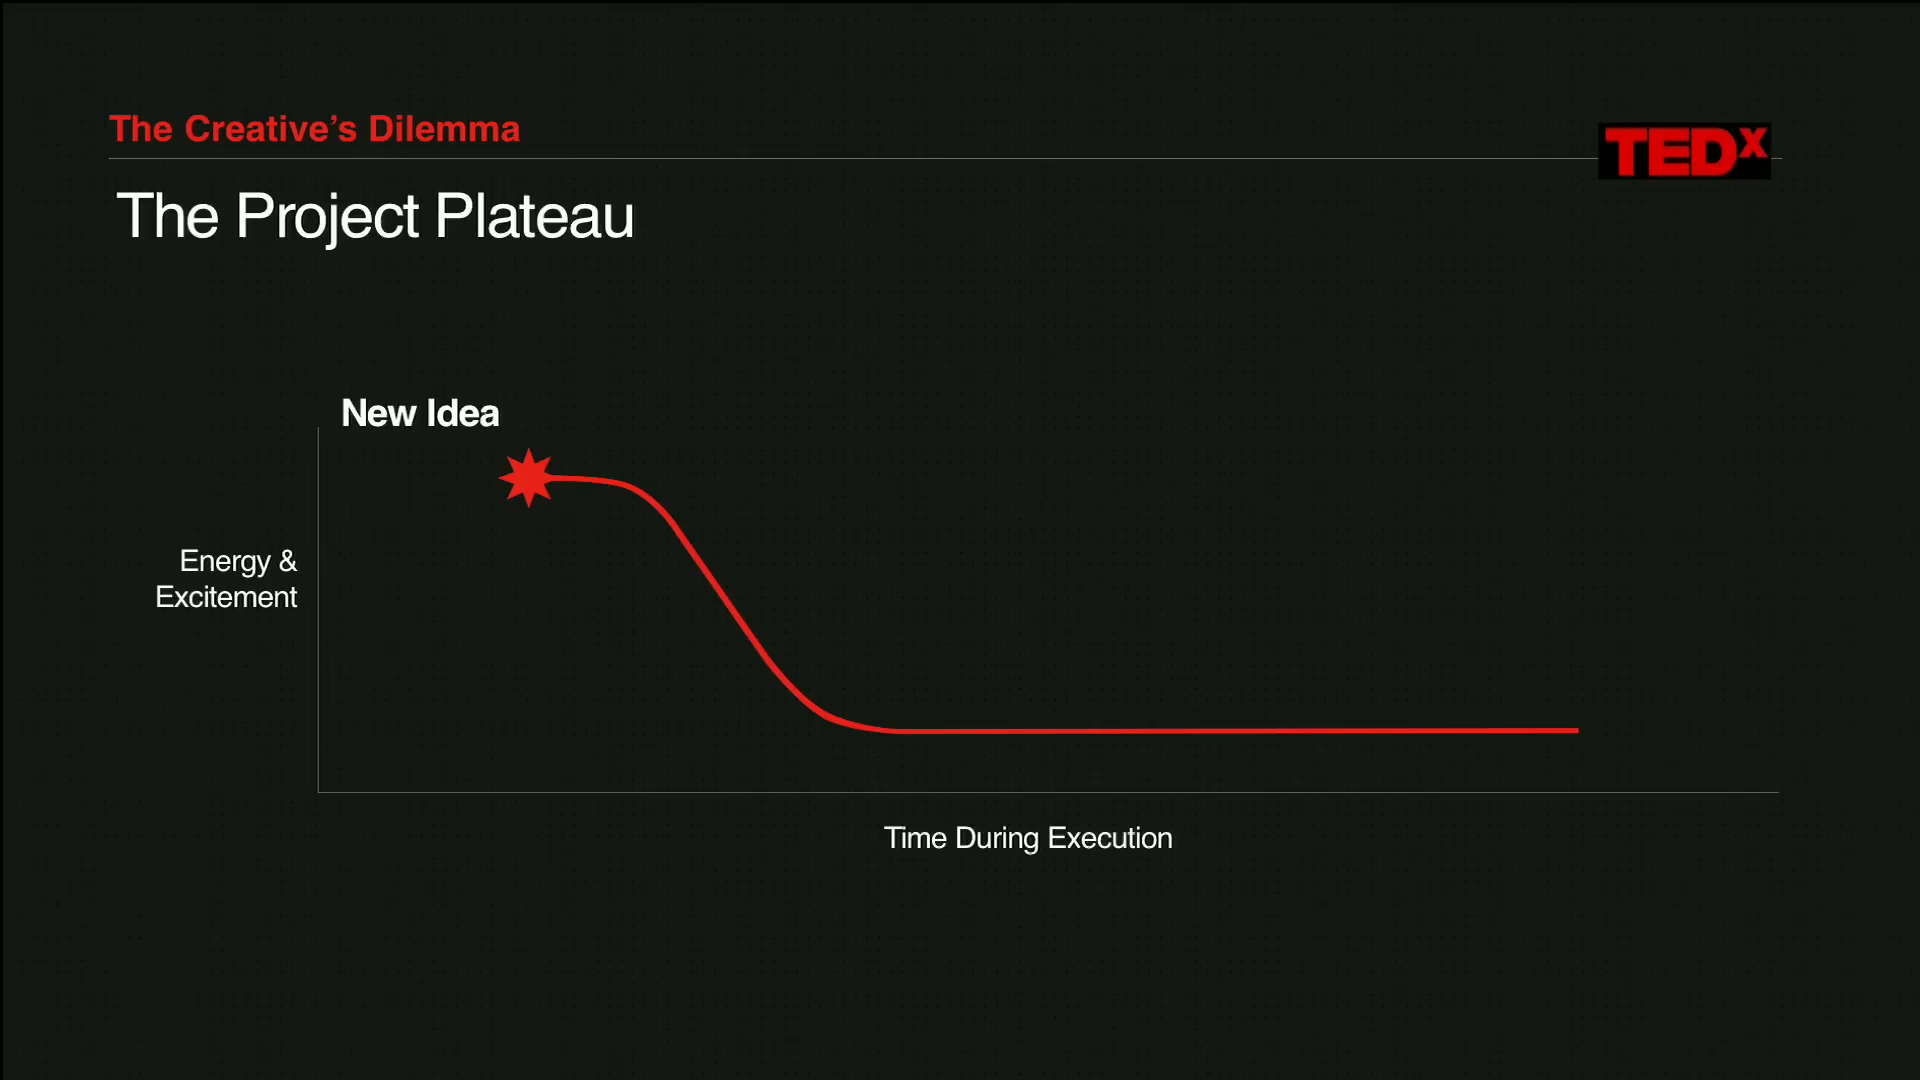 The Creative’s Dilemma
TEDx
The Project Plateau
New Idea
Energy &
Excitement
Time During Execution